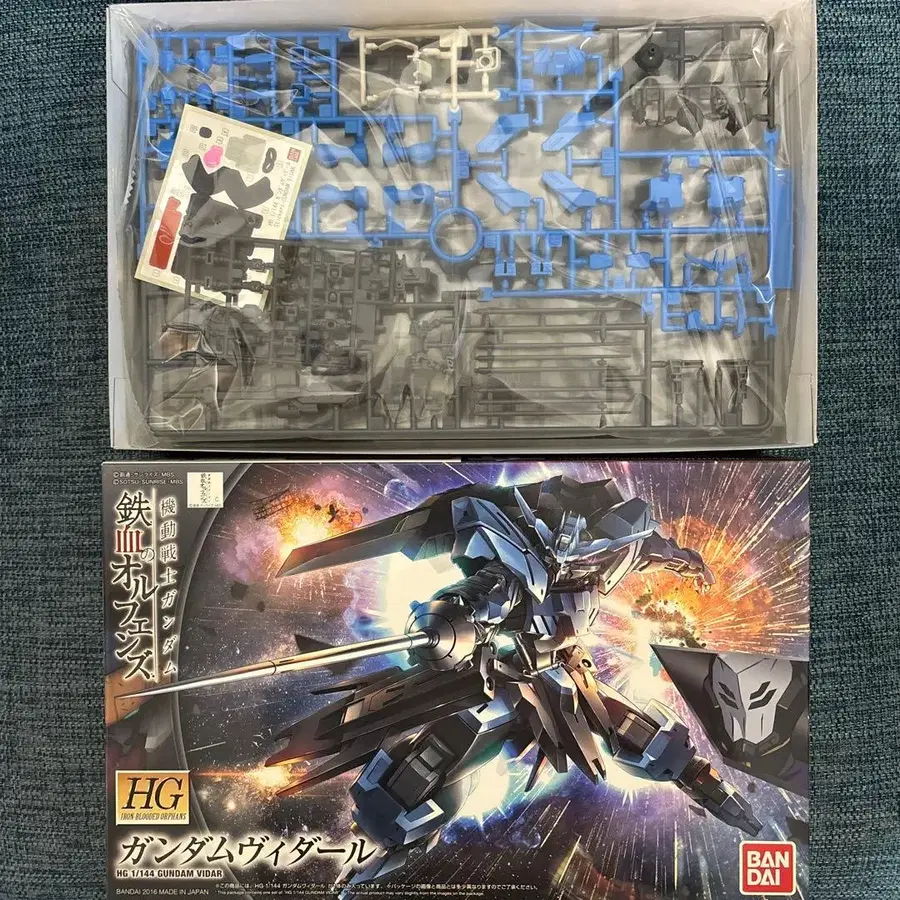 ©創通・サンライズ・MBS
©SOTSU・SUNRISE・MBS
機動戦士ガンダム
鉄血のオルフェンズ
HG
IRON BLOODED ORPHANS
ガンダムヴィダール
HG 1/144 GUNDAM VIDAR
BANDAI 2016 MADE IN JAPAN
BAN
DAI